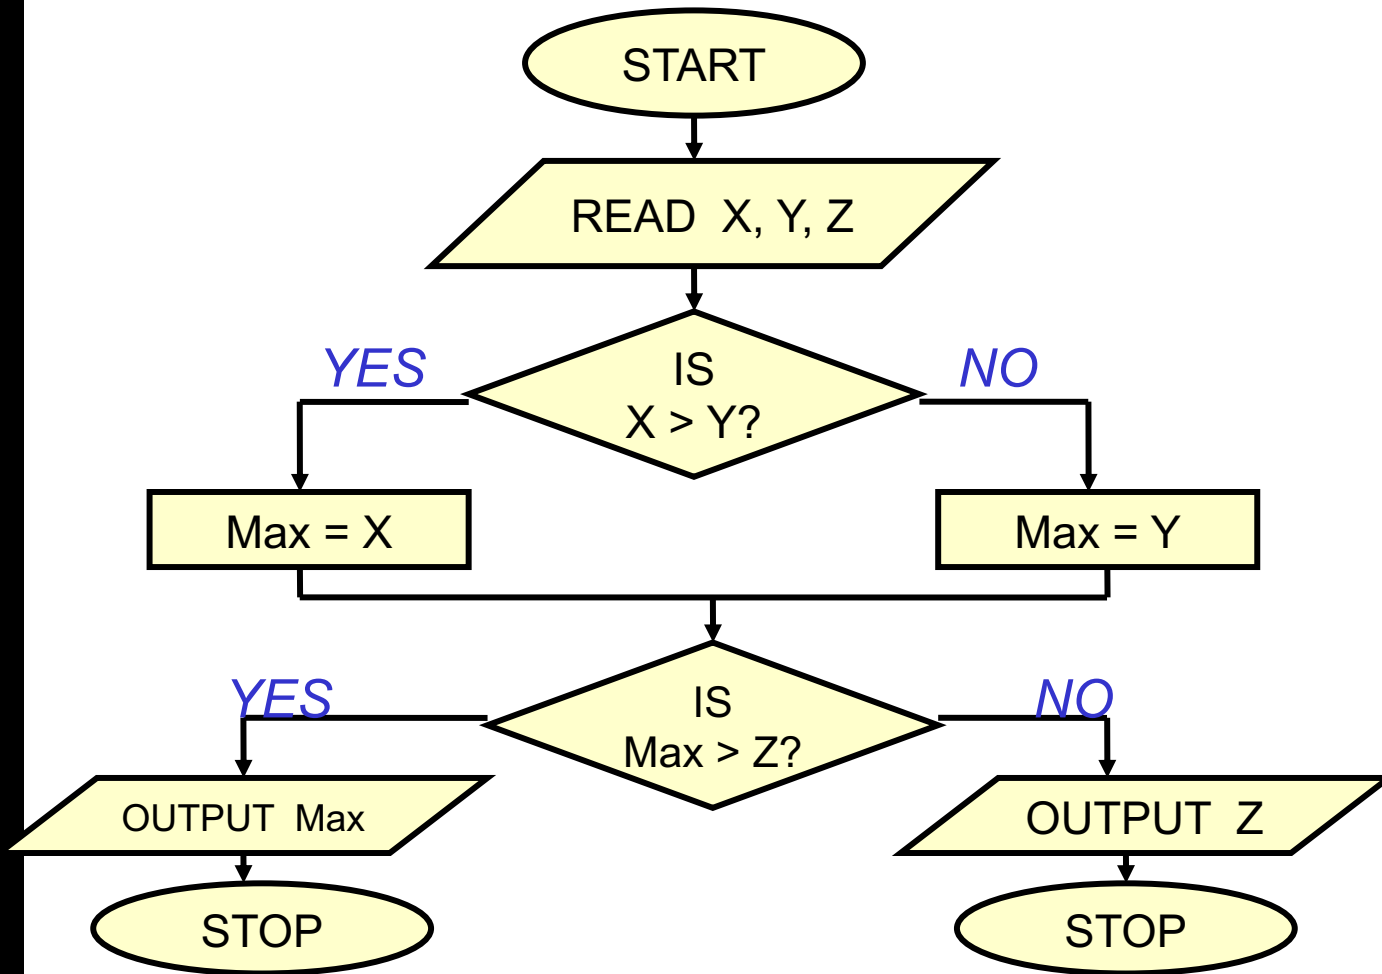 START
READ X, Y, Z
YES
IS
X > Y?
NO
Max = X
Max = Y
YES
IS
Max > Z?
NO
OUTPUT Max
OUTPUT Z
STOP
STOP